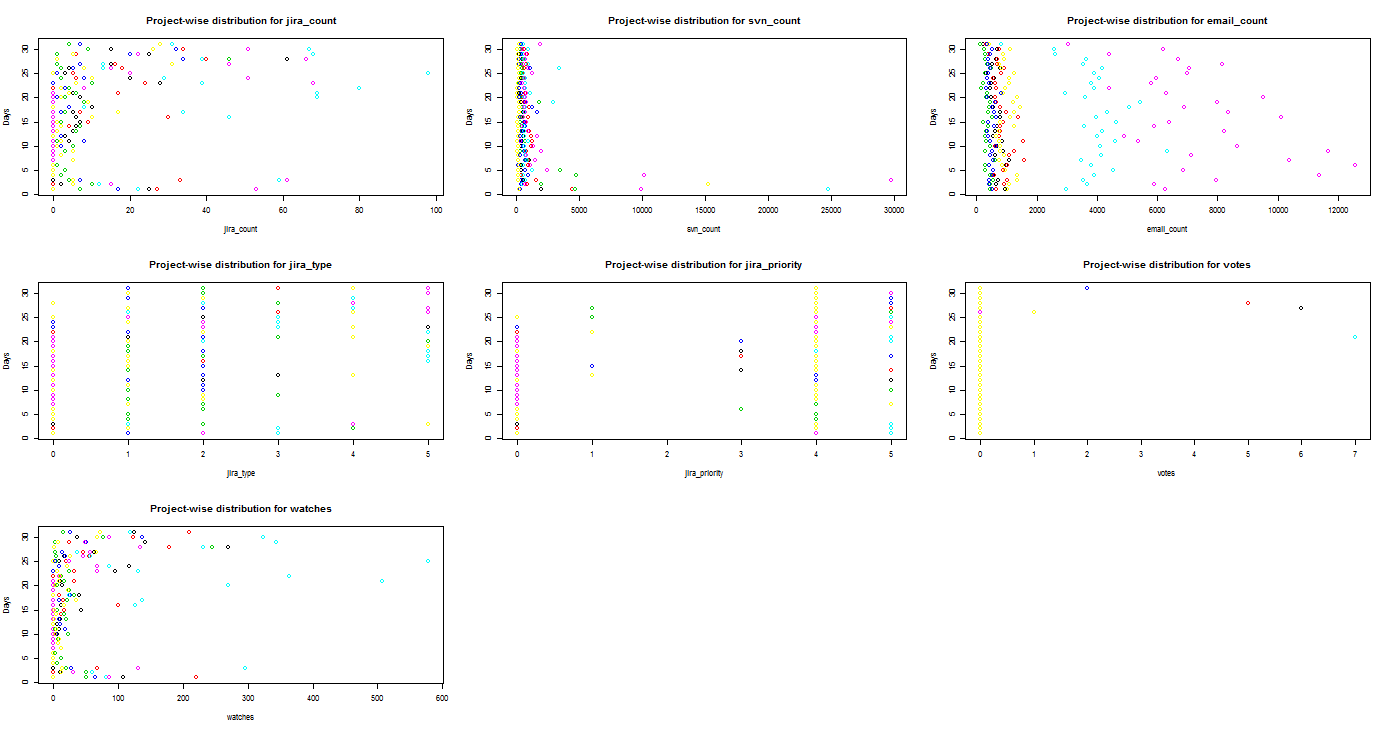 Project-wise distribution for jira_count
Days
0 5 10 15 20 25 30
0 20 40 60 80 100
jira_count
Project-wise distribution for svn_count
Days
0 5 10 15 20 25 30
0 5000 10000 15000 20000 25000 30000
svn_count
Project-wise distribution for email_count
Days
0 5 10 15 20 25 30
0 2000 4000 6000 8000 10000 12000
email_count
Project-wise distribution for jira_type
Days
0 5 10 15 20 25 30
0 1 2 3 4 5
jira_type
Project-wise distribution for jira_priority
Days
0 5 10 15 20 25 30
0 1 2 3 4 5
jira_priority
Project-wise distribution for votes
Days
0 5 10 15 20 25 30
0 1 2 3 4 5 6 7
votes
Project-wise distribution for watches
Days
0 5 10 15 20 25 30
0 100 200 300 400 500 600
watches